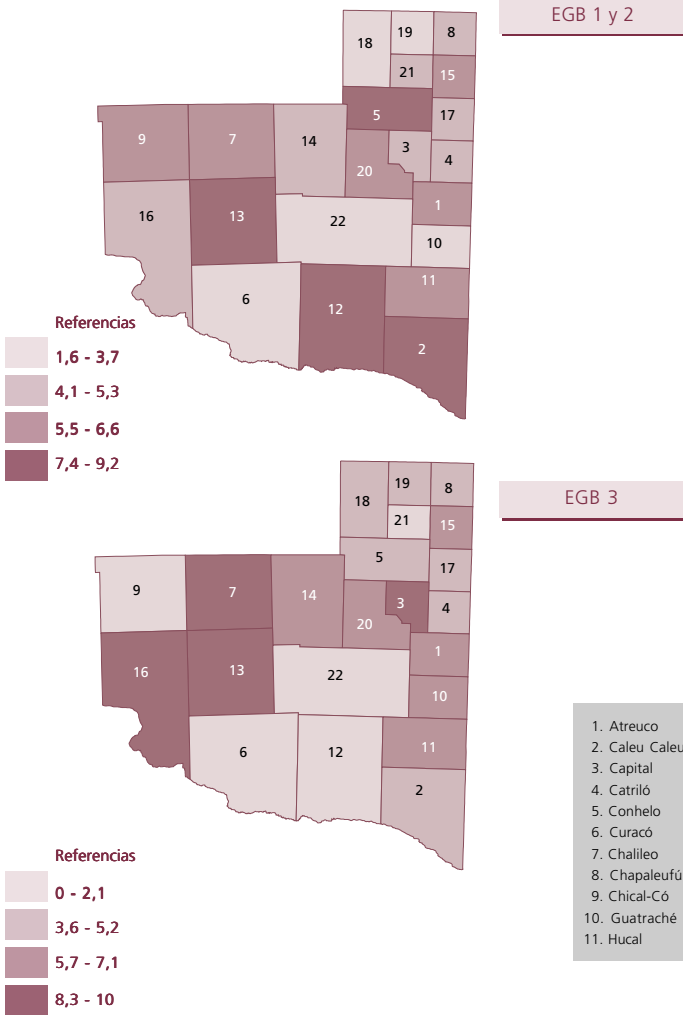 EGB 1 y 2
18 19 8
21 15
5 17
9 7 14 3 4
20
16 13 22 1
10
6 12 11
2
Referencias
1,6 - 3,7
4,1 - 5,3
5,5 - 6,6
7,4 - 9,2
EGB 3
18 19 8
21 15
5 17
9 7 14 3 4
20
16 13 22 1
10
6 12 11
2
Referencias
0 - 2,1
3,6 - 5,2
5,7 - 7,1
8,3 - 10
1. Atreuco
2. Caleu Caleu
3. Capital
4. Catriló
5. Conhelo
6. Curacó
7. Chalileo
8. Chapaleufú
9. Chical-Có
10. Guatraché
11. Hucal